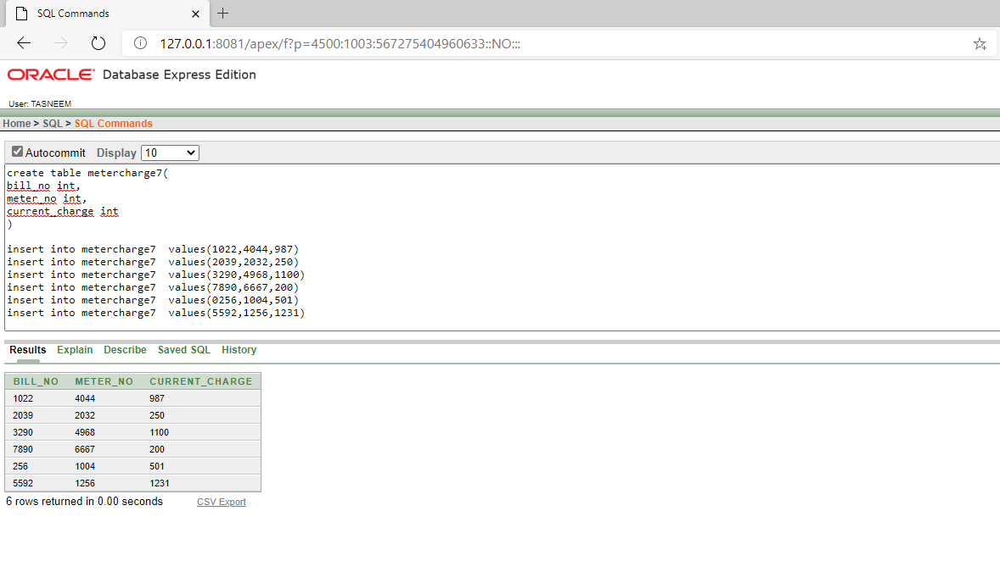 SQL Commands
127.0.0.1:8081/apex/f?p=4500:1003:567275404960633::NO:::
ORACLE Database Express Edition
User: TASNEEM
Home > SQL > SQL Commands
Autocommit Display 10
create table metercharge7(
bill_no int,
meter_no int,
current_charge int
)
insert into metercharge7  values(1022,4044,987)
insert into metercharge7  values(2039,2032,250)
insert into metercharge7  values(3290,4968,1100)
insert into metercharge7  values(7890,6667,200)
insert into metercharge7  values(0256,1004,501)
insert into metercharge7  values(5592,1256,1231)
Results Explain Describe Saved SQL History
BILL_NO METER_NO CURRENT_CHARGE
1022 4044 987
2039 2032 250
3290 4968 1100
7890 6667 200
256 1004 501
5592 1256 1231
6 rows returned in 0.00 seconds CSV Export